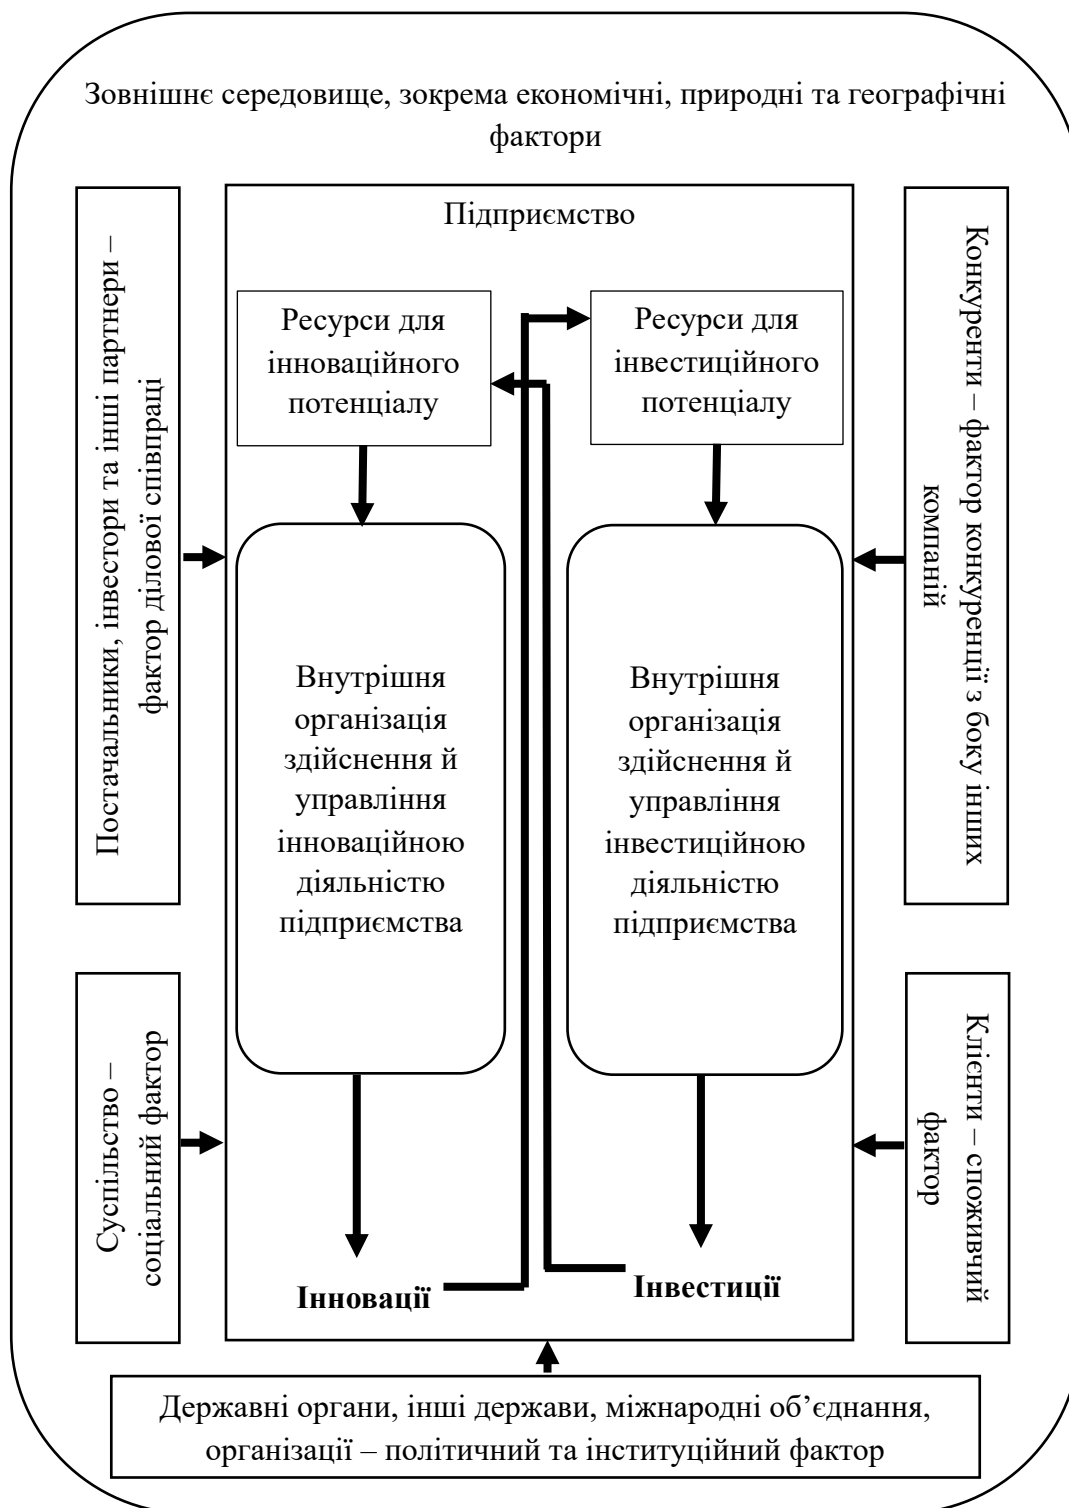 Зовнішнє середовище, зокрема економічні, природні та географічні
фактори
Постачальники, інвестори та інші партнери –
фактор ділової співпраці
Підприємство
Ресурси для
інноваційного
потенціалу
Ресурси для
інвестиційного
потенціалу
Конкуренти – фактор конкуренції з боку інших
компаній
Внутрішня
організація
здійснення й
управління
інноваційною
діяльністю
підприємства
Внутрішня
організація
здійснення й
управління
інвестиційною
діяльністю
підприємства
Суспільство –
соціальний фактор
Клієнти – споживчий
фактор
Інновації
Інвестиції
Державні органи, інші держави, міжнародні об’єднання,
організації – політичний та інституційний фактор